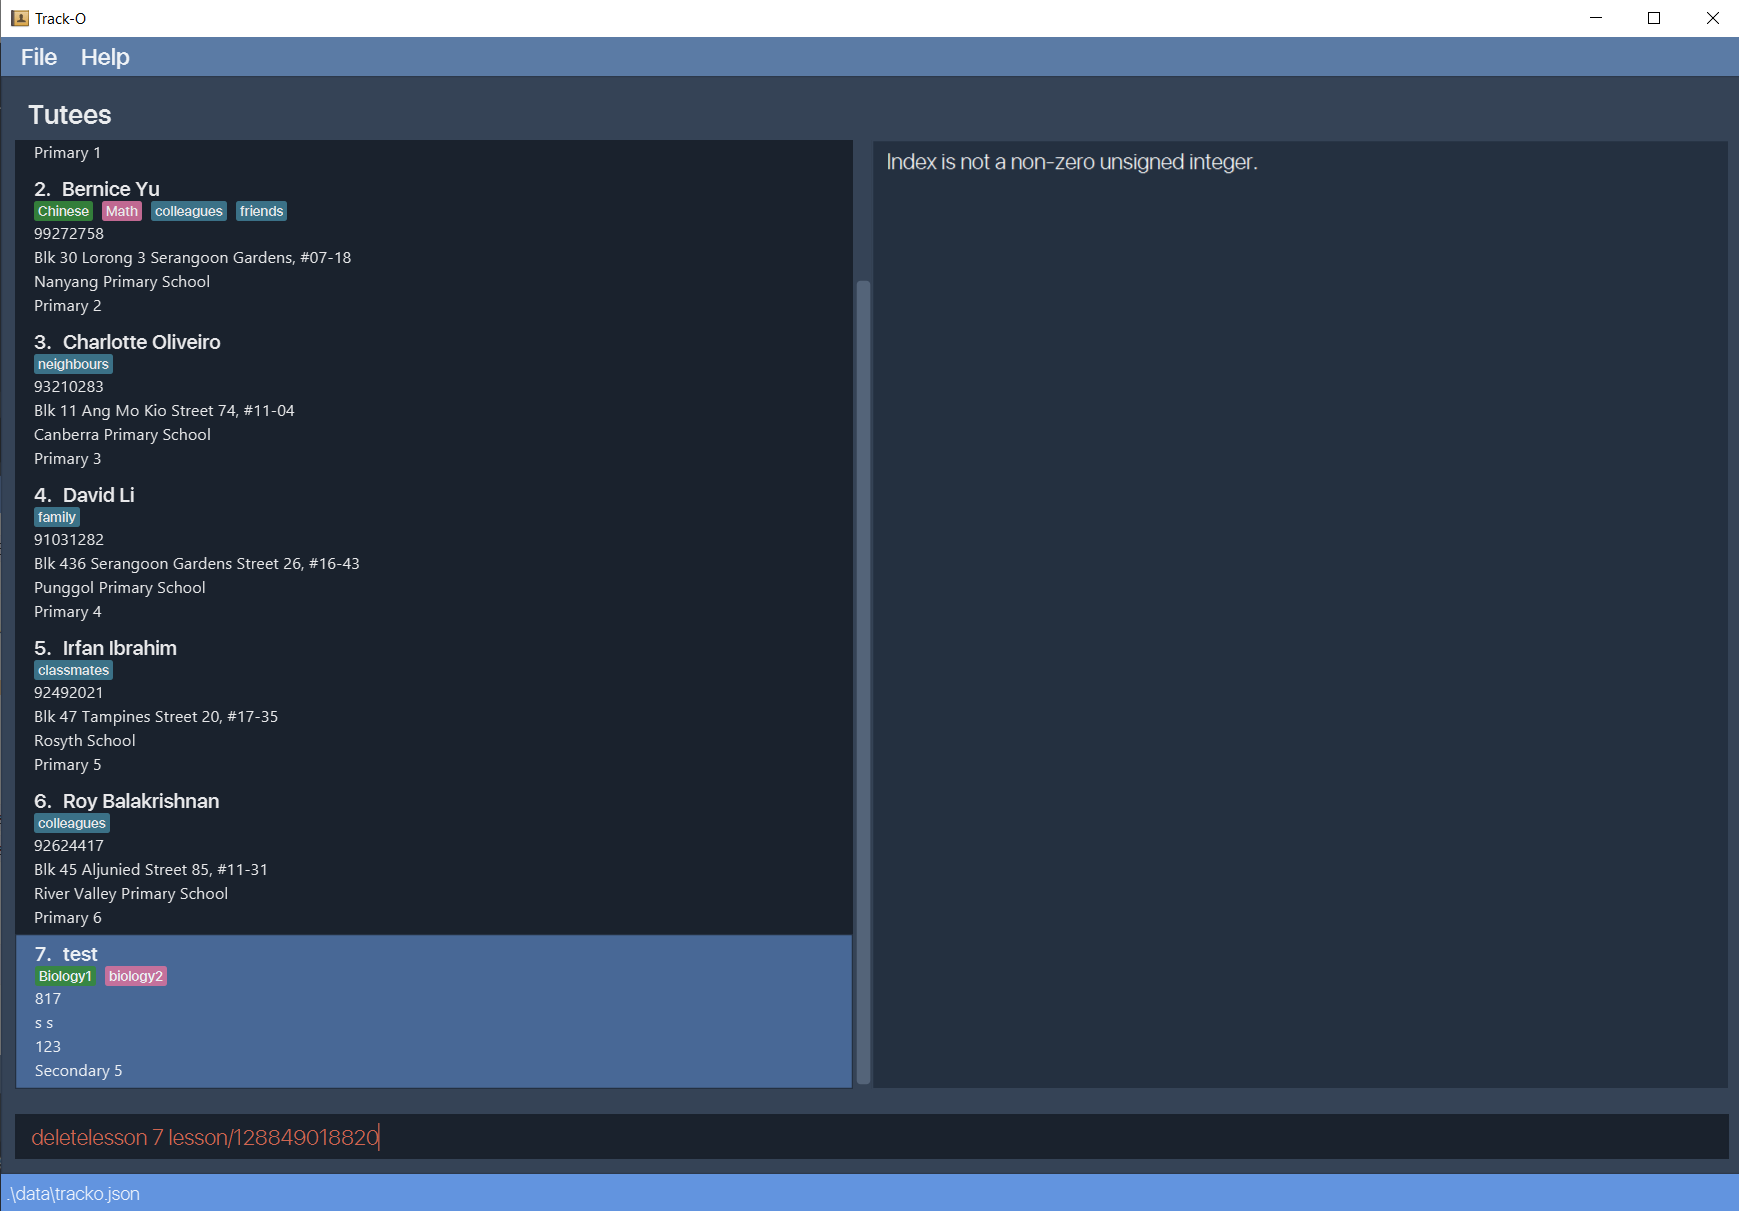 Track-O
File Help
Tutees
Primary 1
2. Bernice Yu
Chinese Math colleagues friends
99272758
Blk 30 Lorong 3 Serangoon Gardens, #07-18
Nanyang Primary School
Primary 2
3. Charlotte Oliveiro
neighbours
93210283
Blk 11 Ang Mo Kio Street 74, #11-04
Canberra Primary School
Primary 3
4. David Li
family
91031282
Blk 436 Serangoon Gardens Street 26, #16-43
Punggol Primary School
Primary 4
5. Irfan Ibrahim
classmates
92492021
Blk 47 Tampines Street 20, #17-35
Rosyth School
Primary 5
6. Roy Balakrishnan
colleagues
92624417
Blk 45 Aljunied Street 85, #11-31
River Valley Primary School
Primary 6
7. test
Biology1 biology2
817
s s
123
Secondary 5
Index is not a non-zero unsigned integer.
deletelesson 7 lesson/128849018820
.\data\tracko.json